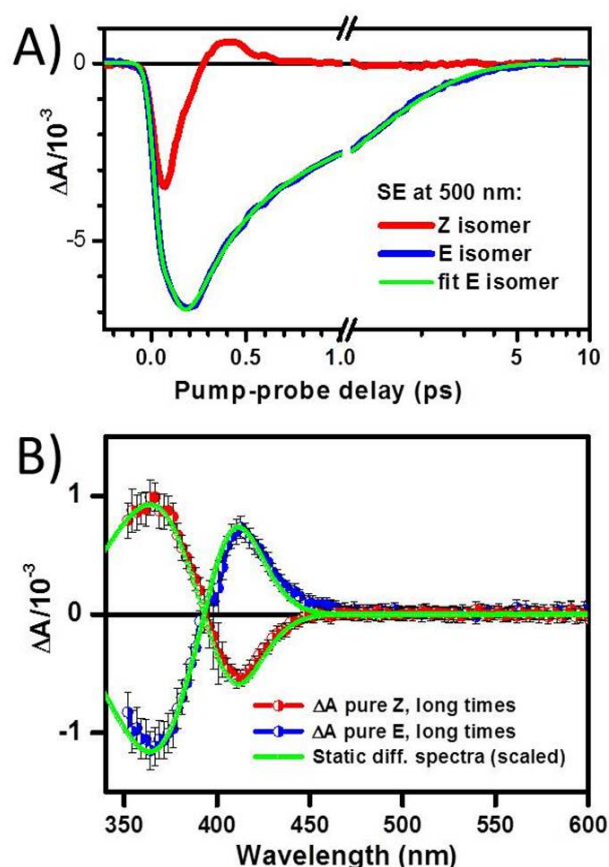 A)
0
-5
ΔA/10⁻³
SE at 500 nm:
Z isomer
E isomer
fit E isomer
0.0 0.5 1.0 5 10
Pump-probe delay (ps)
B)
1
0
-1
ΔA/10⁻³
ΔA pure Z, long times
ΔA pure E, long times
Static diff. spectra (scaled)
350 400 450 500 550 600
Wavelength (nm)